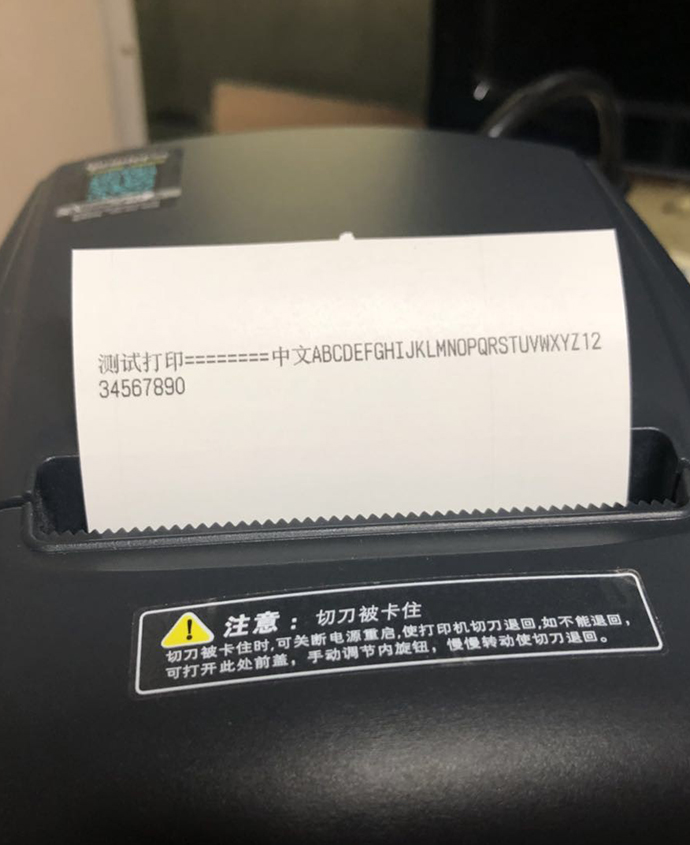 测试打印========中文ABCDEFGHIJKLMNOPQRSTUVWXYZ12
34567890
注意：切刀被卡住
切刀被卡住时,可关断电源重启,使打印机切刀退回,如不能退回,
可打开此处前盖，手动调节内旋钮，慢慢转动使切刀退回。